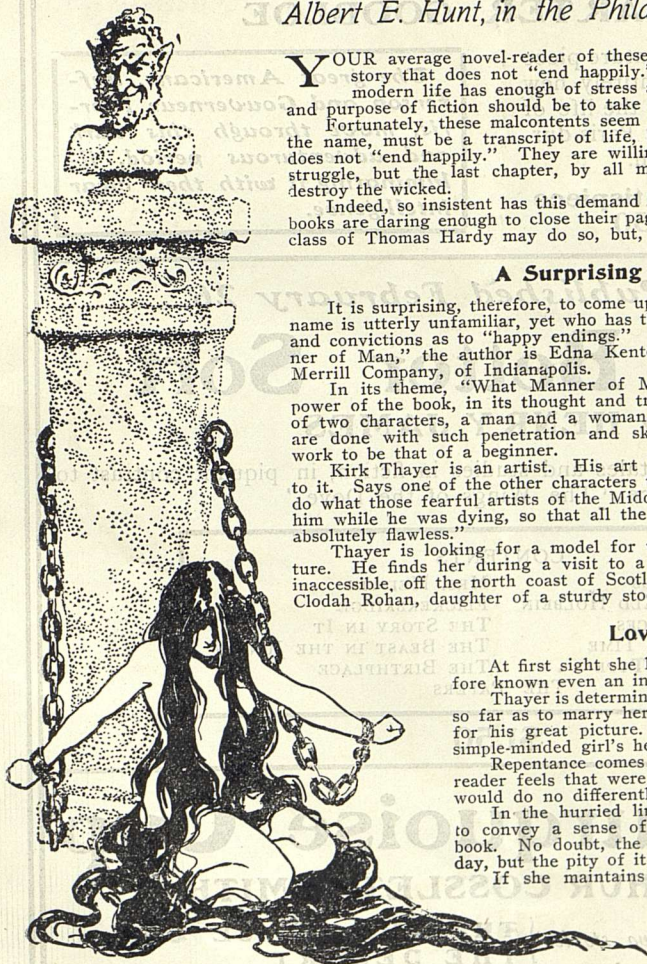 Albert E. Hunt, in the Phila
YOUR average novel-reader of these
story that does not "end happily."
modern life has enough of stress
and purpose of fiction should be to take
Fortunately, these malcontents seem
the name, must be a transcript of life,
does not "end happily." They are willin
struggle, but the last chapter, by all m
destroy the wicked.
Indeed, so insistent has this demand
books are daring enough to close their pag
class of Thomas Hardy may do so, but,
A Surprising
It is surprising, therefore, to come up
name is utterly unfamiliar, yet who has t
and convictions as to "happy endings."
ner of Man," the author is Edna Kent
Merrill Company, of Indianapolis.
In its theme, "What Manner of M
power of the book, in its thought and tr
of two characters, a man and a woman
are done with such penetration and sk
work to be that of a beginner.
Kirk Thayer is an artist. His art
to it. Says one of the other characters
do what those fearful artists of the Midd
him while he was dying, so that all the
absolutely flawless."
Thayer is looking for a model for
ture. He finds her during a visit to a
inaccessible, off the north coast of Scotl
Clodah Rohan, daughter of a sturdy sto
Lov
At first sight she
fore known even an in
Thayer is determin
so far as to marry her
for his great picture.
simple-minded girl's he
Repentance comes
reader feels that were
would do no different
In the hurried lin
to convey a sense of
book. No doubt, the
day, but the pity of it
If she maintains